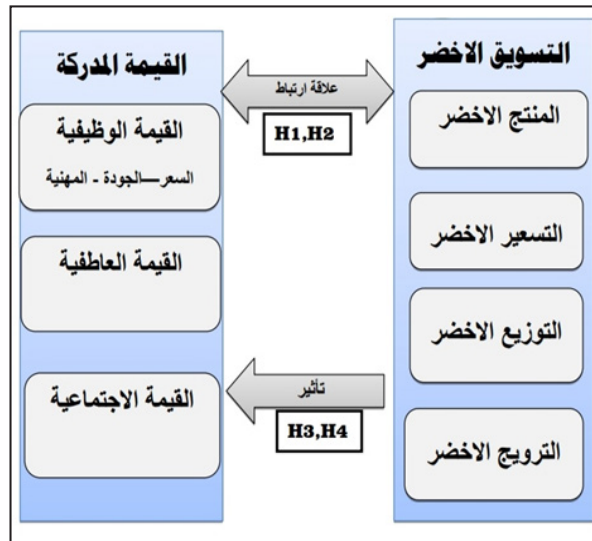 التسويق الاخضر
المنتج الاخضر
التسعير الاخضر
التوزيع الاخضر
الترويج الاخضر
علاقة ارتباط
H1,H2
تأثير
H3,H4
القيمة المدركة
القيمة الوظيفية
السعر—الجودة - المهنية
القيمة العاطفية
القيمة الاجتماعية